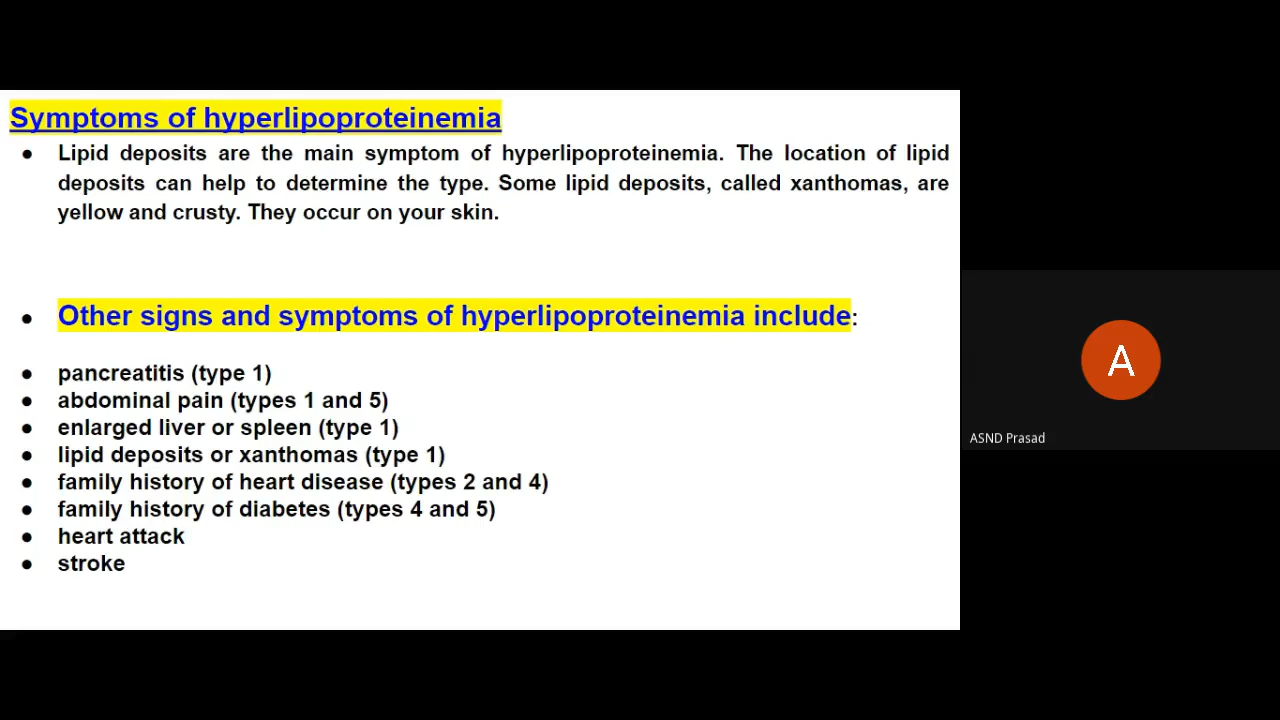 Symptoms of hyperlipoproteinemia
● Lipid deposits are the main symptom of hyperlipoproteinemia. The location of lipid
deposits can help to determine the type. Some lipid deposits, called xanthomas, are
yellow and crusty. They occur on your skin.
● Other signs and symptoms of hyperlipoproteinemia include:
● pancreatitis (type 1)
● abdominal pain (types 1 and 5)
● enlarged liver or spleen (type 1)
● lipid deposits or xanthomas (type 1)
● family history of heart disease (types 2 and 4)
● family history of diabetes (types 4 and 5)
● heart attack
● stroke
A
ASND Prasad